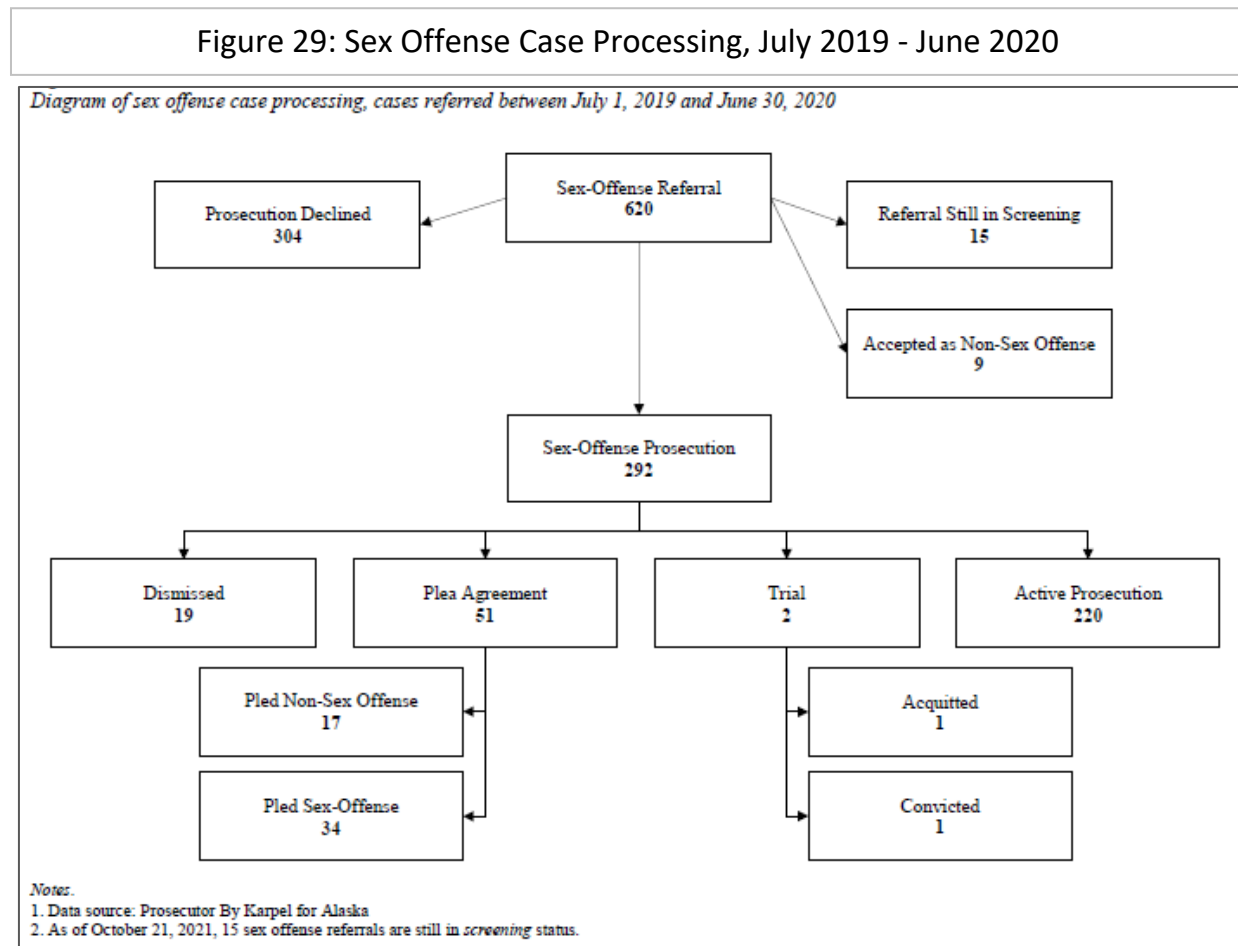 Figure 29: Sex Offense Case Processing, July 2019 - June 2020
Diagram of sex offense case processing, cases referred between July 1, 2019 and June 30, 2020
Sex-Offense Referral
620
Prosecution Declined
304
Referral Still in Screening
15
Accepted as Non-Sex Offense
9
Sex-Offense Prosecution
292
Dismissed
19
Plea Agreement
51
Trial
2
Active Prosecution
220
Pled Non-Sex Offense
17
Acquitted
1
Pled Sex-Offense
34
Convicted
1
Notes.
1. Data source: Prosecutor By Karpel for Alaska
2. As of October 21, 2021, 15 sex offense referrals are still in screening status.